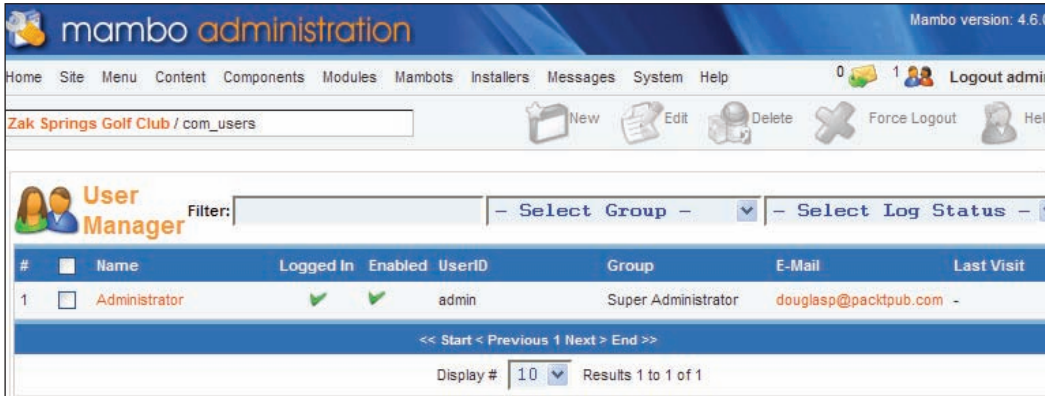 mambo administration
Mambo version: 4.6.
Home Site Menu Content Components Modules Mambots Installers Messages System Help 0 1 Logout admi
Zak Springs Golf Club / com_users
New Edit Delete Force Logout Hel
User Manager Filter: - Select Group - - Select Log Status -
# Name Logged In Enabled UserID Group E-Mail Last Visit
1 Administrator admin Super Administrator douglasp@packtpub.com -
<< Start < Previous 1 Next > End >>
Display # 10 Results 1 to 1 of 1